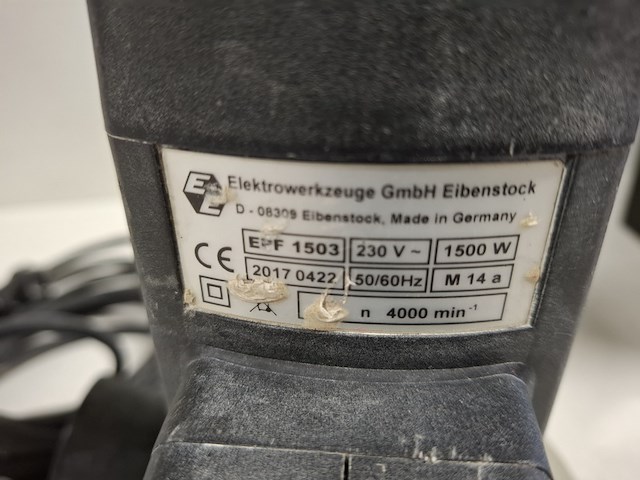 EE Elektrowerkzeuge GmbH Eibenstock
D - 08309 Eibenstock, Made in Germany
EPF 1503 230 V ~ 1500 W
CE 2017 0422 50/60Hz M 14 a
n 4000 min⁻¹